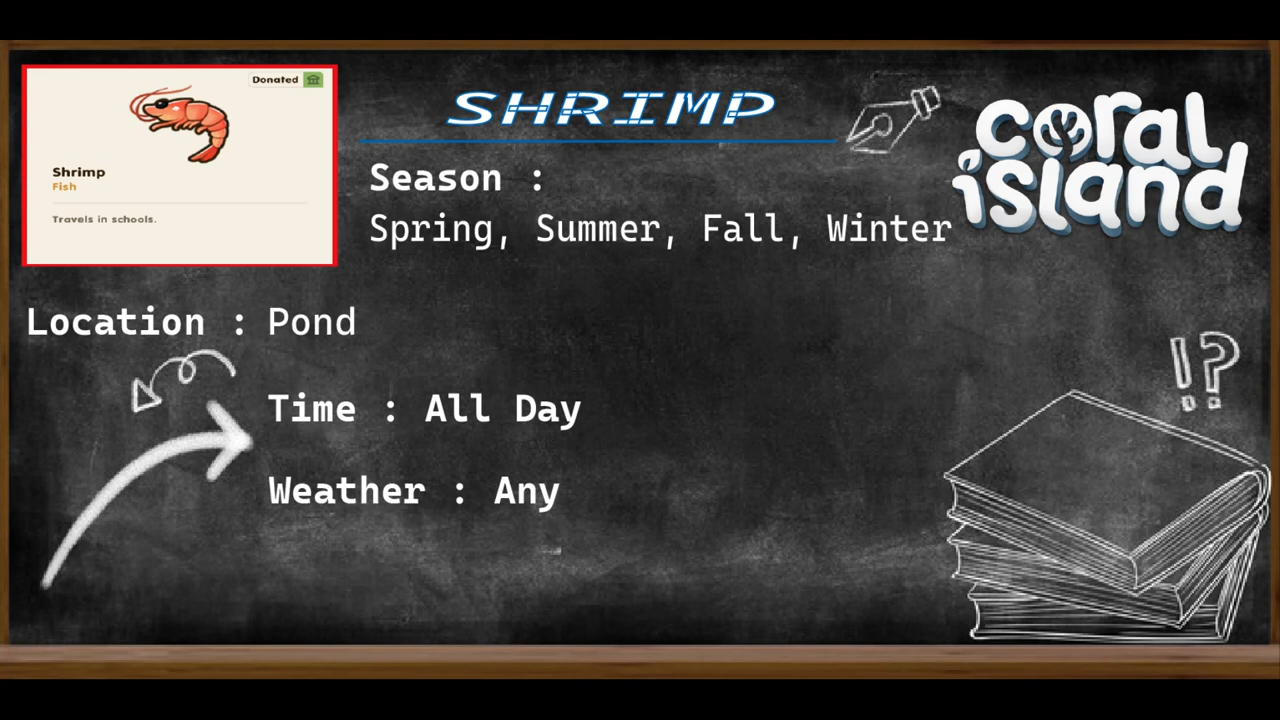 Donated
Shrimp
Fish
Travels in schools.
SHRIMP
coral
island
Season :
Spring, Summer, Fall, Winter
Location : Pond
Time : All Day
Weather : Any
!?